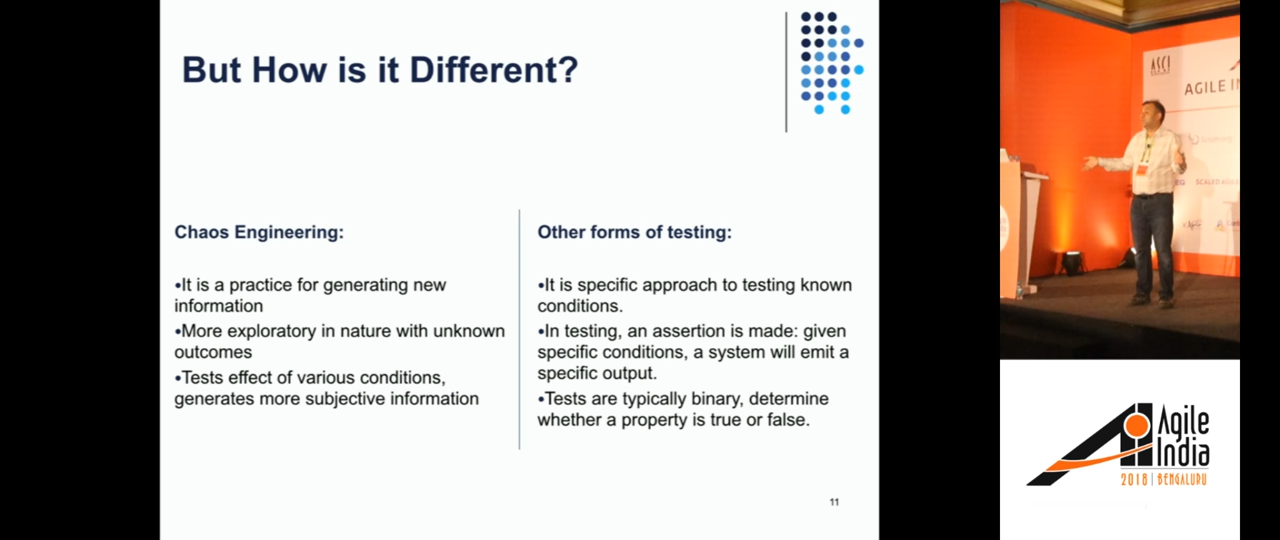 But How is it Different?
Chaos Engineering:
•It is a practice for generating new
information
•More exploratory in nature with unknown
outcomes
•Tests effect of various conditions,
generates more subjective information
Other forms of testing:
•It is specific approach to testing known
conditions.
•In testing, an assertion is made: given
specific conditions, a system will emit a
specific output.
•Tests are typically binary, determine
whether a property is true or false.
11
ASCI
AGILE IN
SCALED AGIL
Agile
India
2018 | BENGALURU